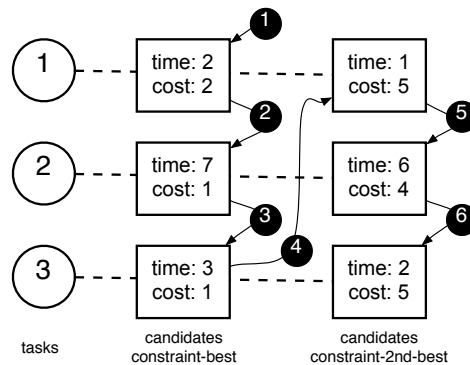 1
1
time: 2
cost: 2
time: 1
cost: 5
2
5
2
time: 7
cost: 1
time: 6
cost: 4
3
4
6
3
time: 3
cost: 1
time: 2
cost: 5
tasks
candidates
constraint-best
candidates
constraint-2nd-best